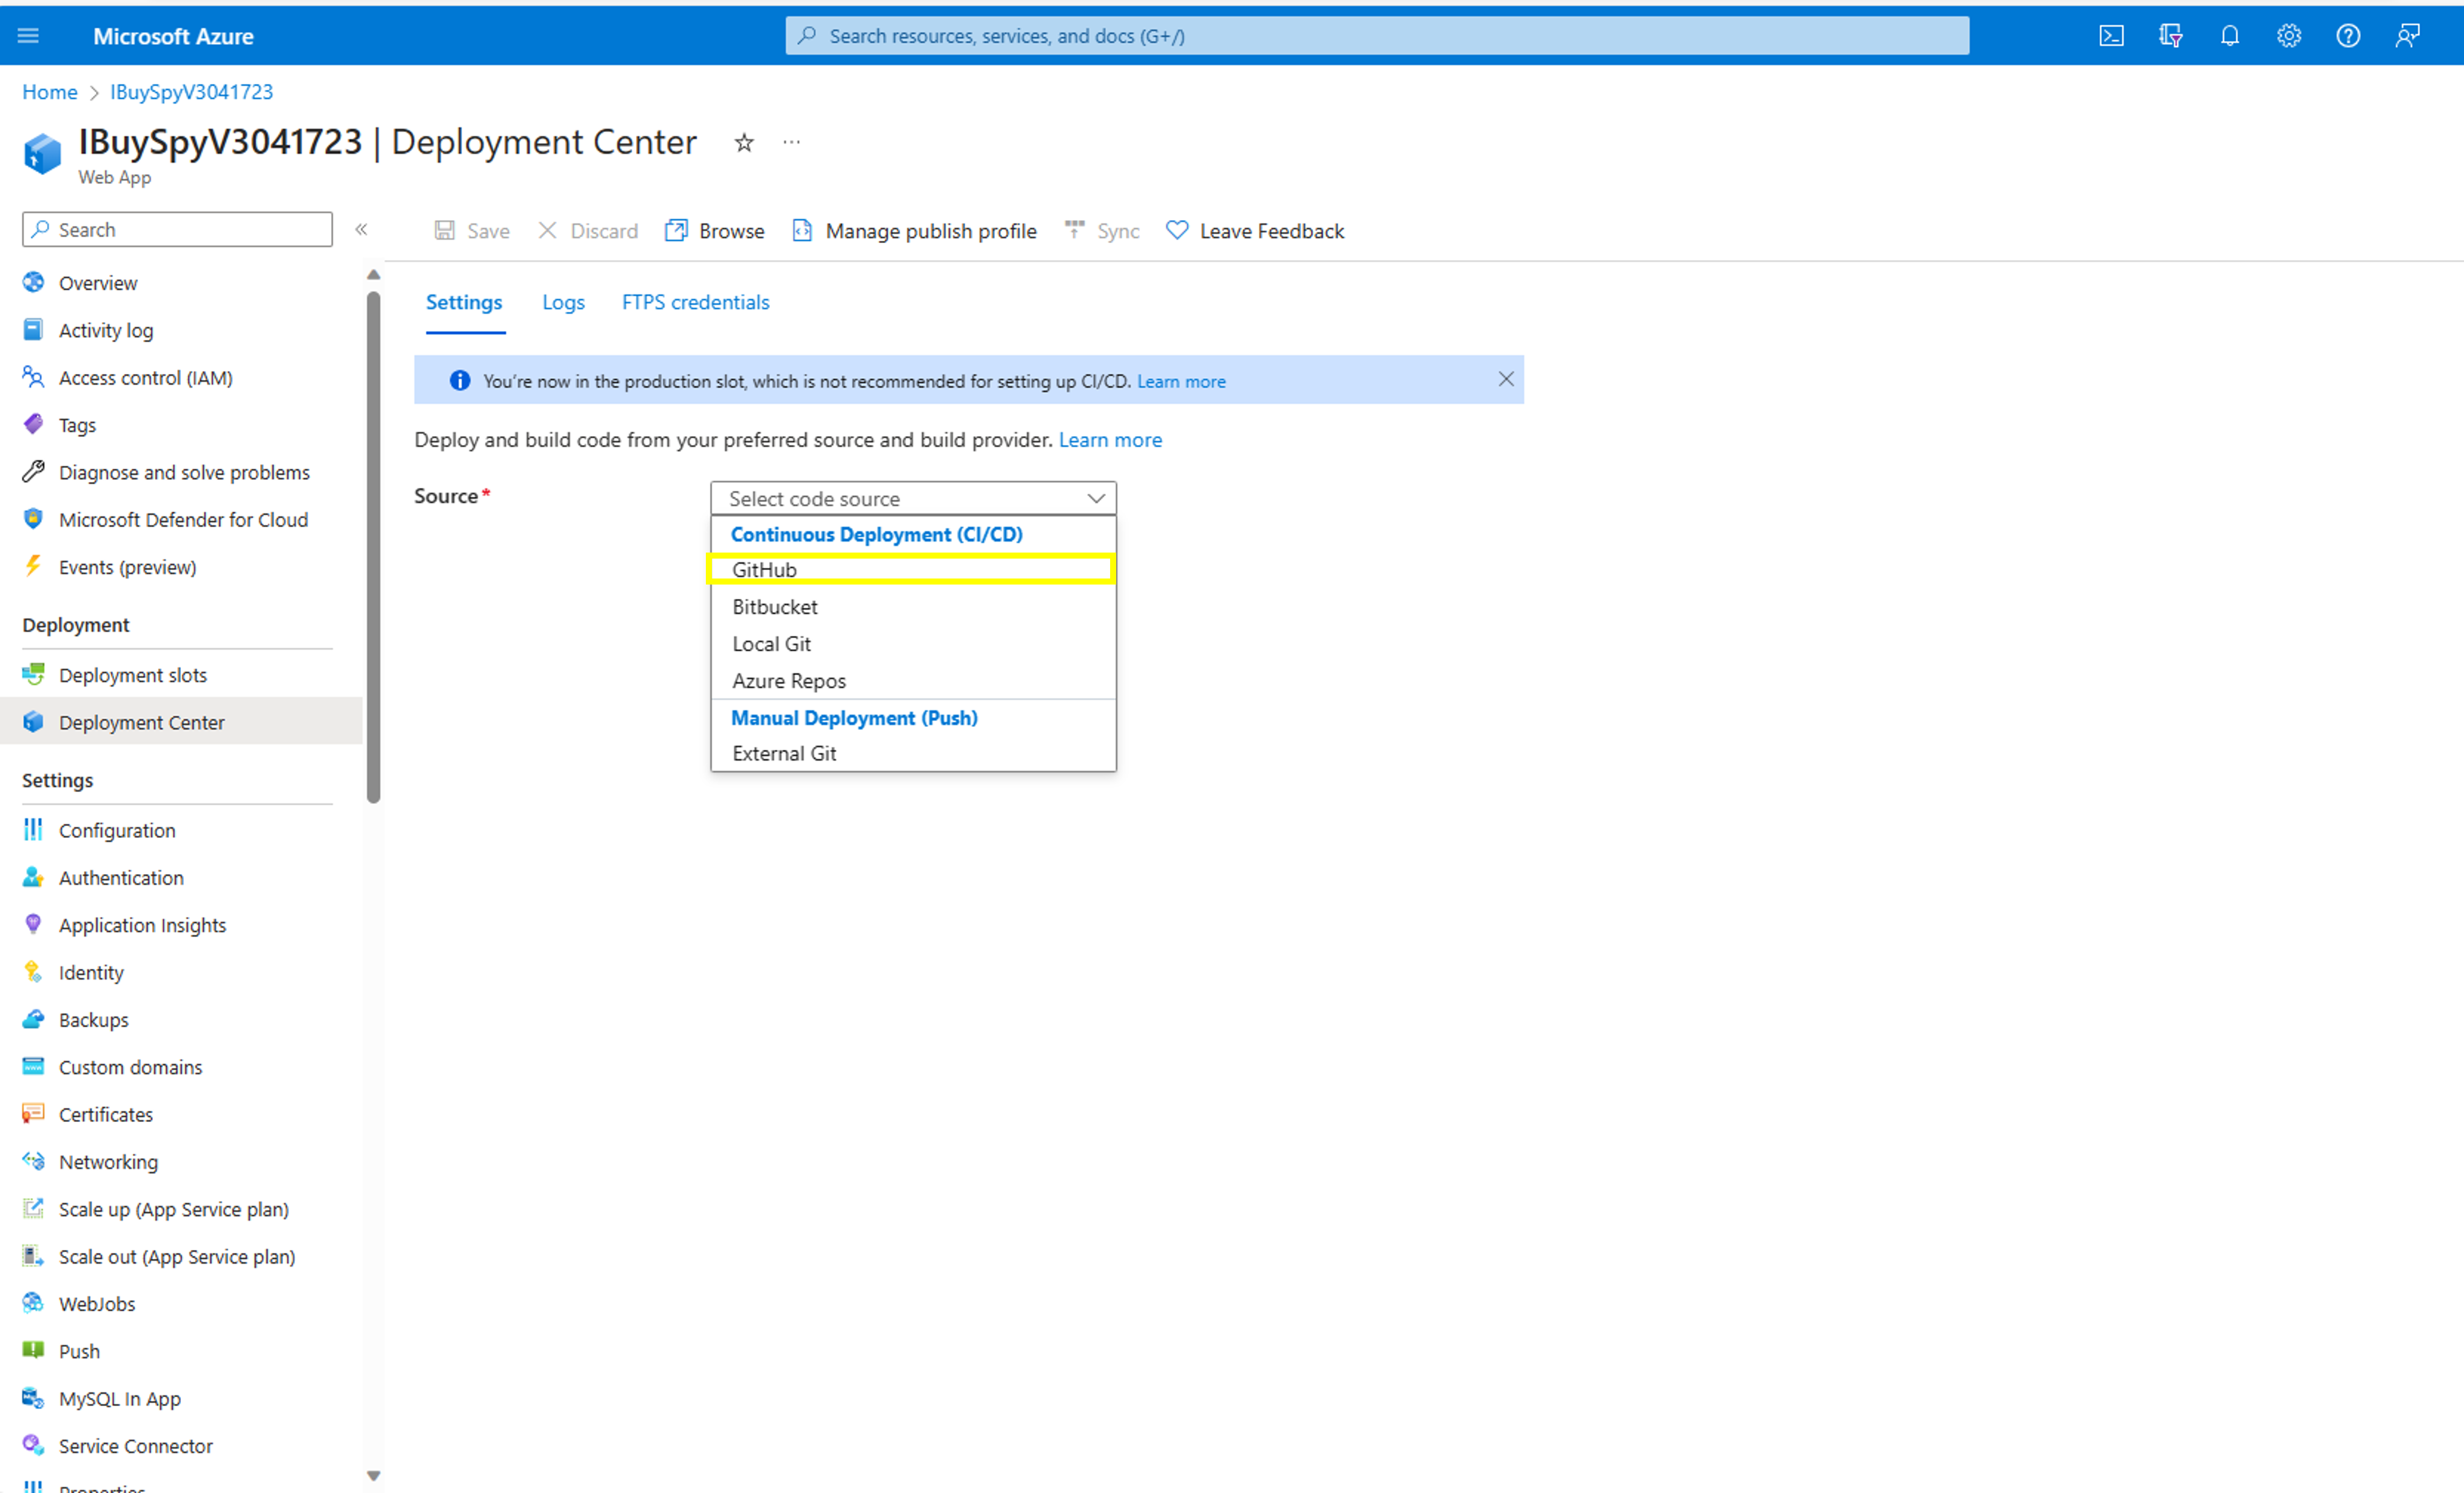 Microsoft Azure
Search resources, services, and docs (G+/)
Home > IBuySpyV3041723
IBuySpyV3041723 | Deployment Center
Web App
Search
Save
Discard
Browse
Manage publish profile
Sync
Leave Feedback
Overview
Activity log
Access control (IAM)
Tags
Diagnose and solve problems
Microsoft Defender for Cloud
Events (preview)
Deployment
Deployment slots
Deployment Center
Settings
Configuration
Authentication
Application Insights
Identity
Backups
Custom domains
Certificates
Networking
Scale up (App Service plan)
Scale out (App Service plan)
WebJobs
Push
MySQL In App
Service Connector
Properties
Settings
Logs
FTPS credentials
You're now in the production slot, which is not recommended for setting up CI/CD. Learn more
Deploy and build code from your preferred source and build provider. Learn more
Source*
Select code source
Continuous Deployment (CI/CD)
GitHub
Bitbucket
Local Git
Azure Repos
Manual Deployment (Push)
External Git